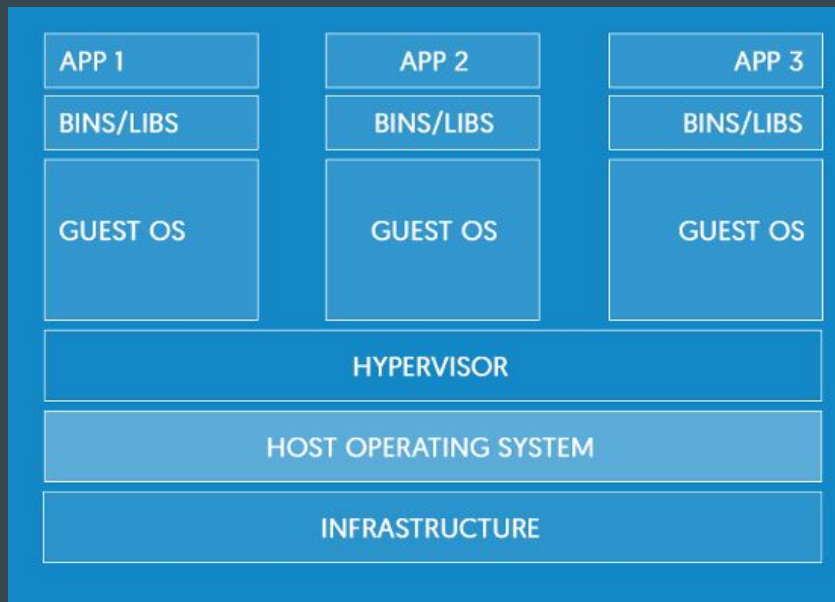 APP 1
APP 2
APP 3
BINS/LIBS
BINS/LIBS
BINS/LIBS
GUEST OS
GUEST OS
GUEST OS
HYPERVISOR
HOST OPERATING SYSTEM
INFRASTRUCTURE